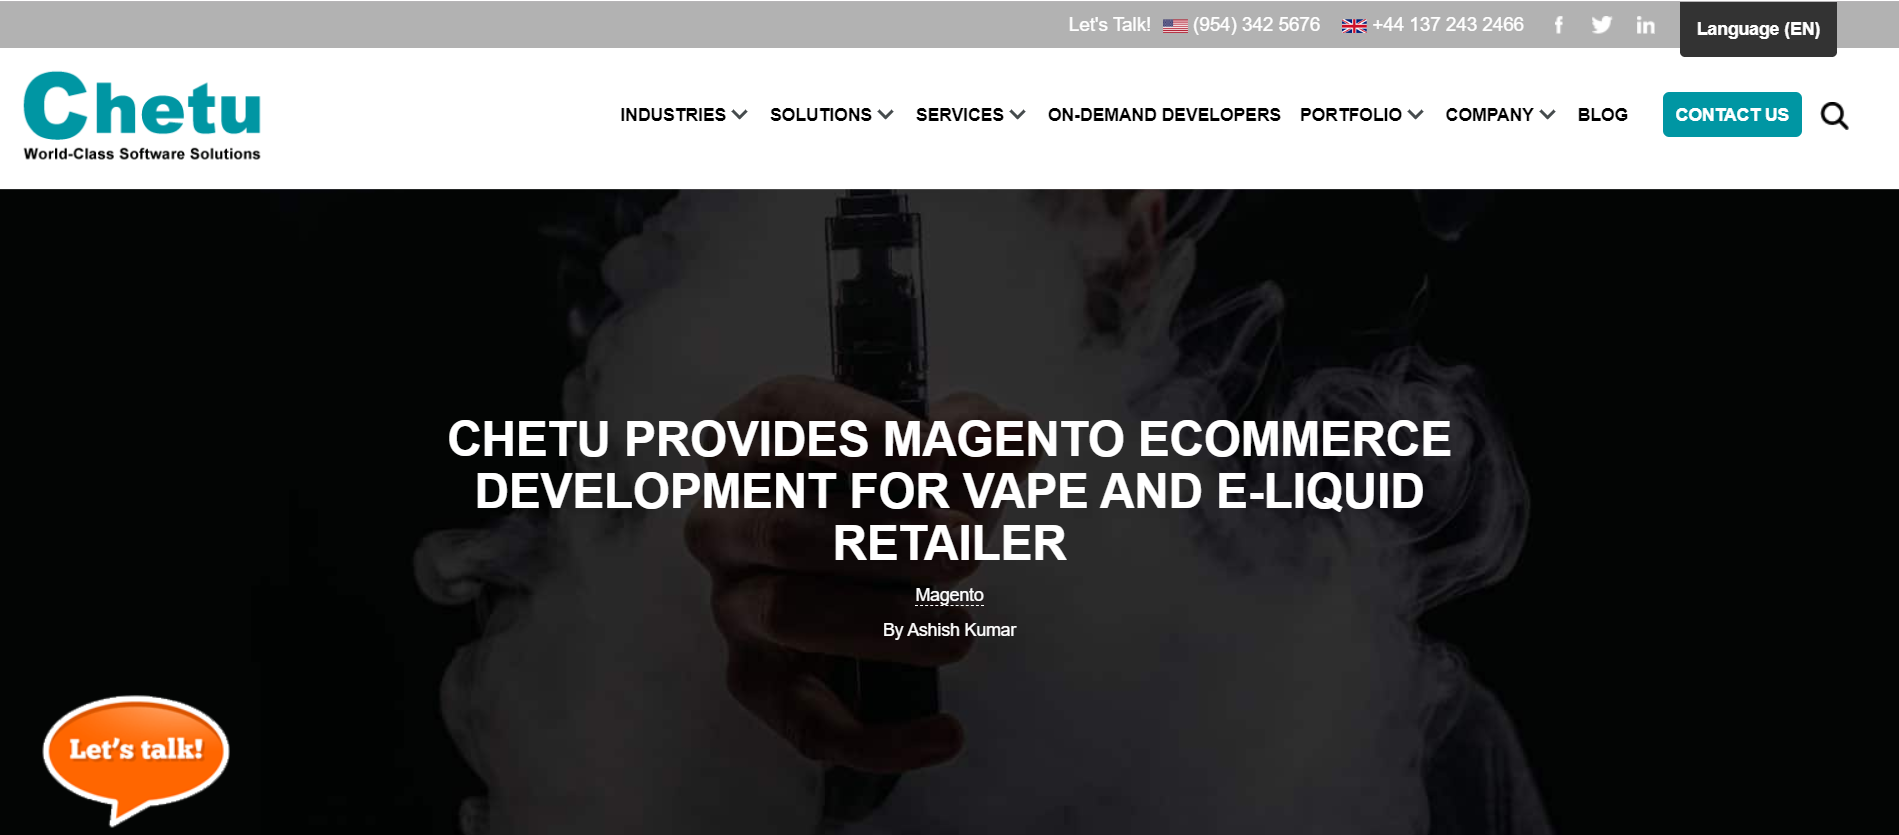 Let's Talk! (954) 342 5676 +44 137 243 2466 Language (EN)
Chetu
World-Class Software Solutions
INDUSTRIES SOLUTIONS SERVICES ON-DEMAND DEVELOPERS PORTFOLIO COMPANY BLOG CONTACT US
CHETU PROVIDES MAGENTO ECOMMERCE
DEVELOPMENT FOR VAPE AND E-LIQUID
RETAILER
Magento
By Ashish Kumar
Let's talk!